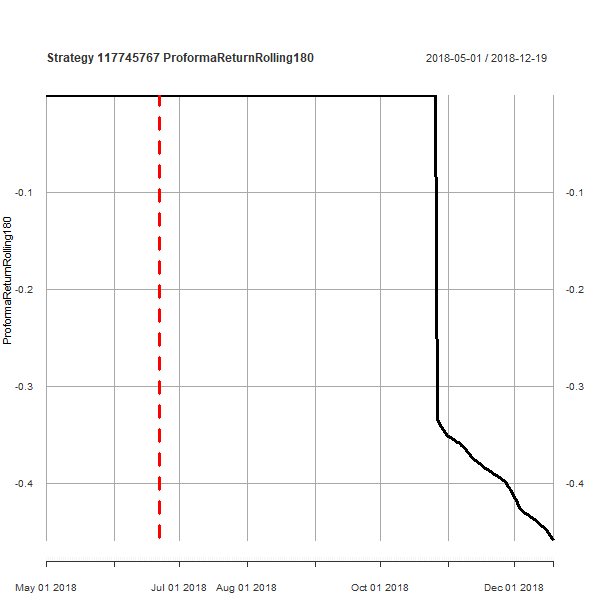 Strategy 117745767 ProformaReturnRolling180
2018-05-01 / 2018-12-19
ProformaReturnRolling180
-0.1
-0.2
-0.3
-0.4
-0.1
-0.2
-0.3
-0.4
May 01 2018
Jul 01 2018
Aug 01 2018
Oct 01 2018
Dec 01 2018